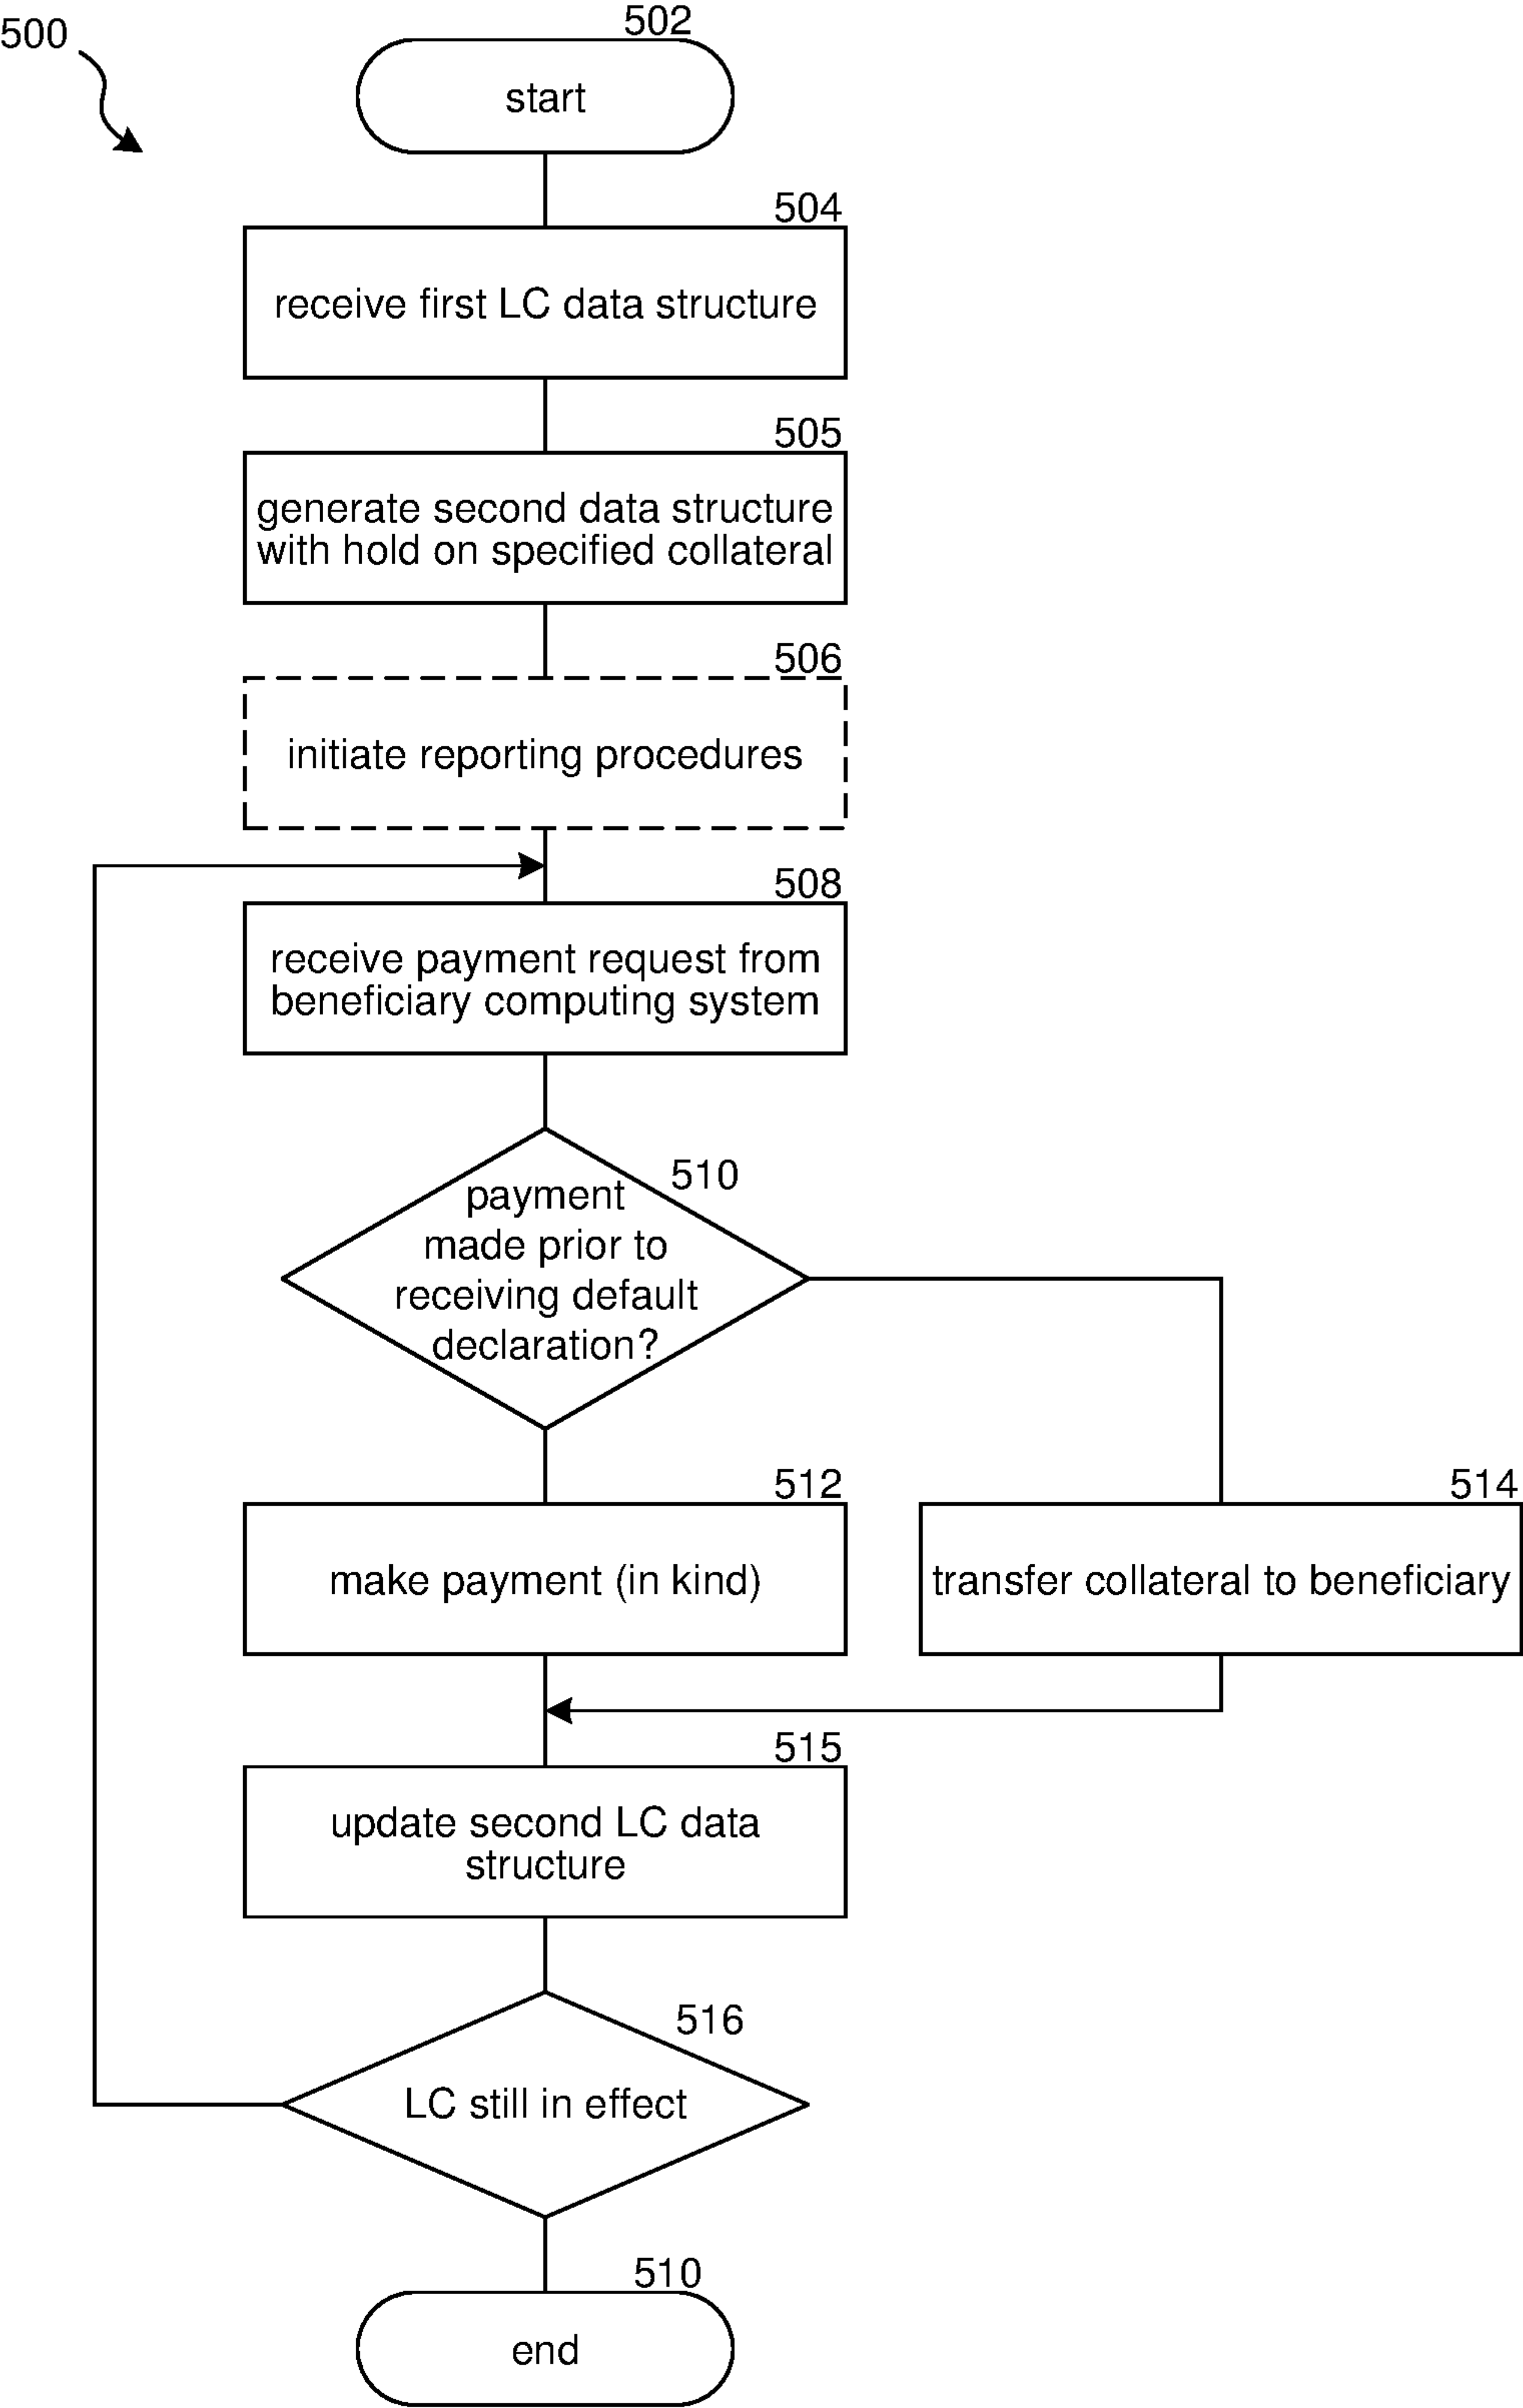 500
502
start
504
receive first LC data structure
505
generate second data structure
with hold on specified collateral
506
initiate reporting procedures
508
receive payment request from
beneficiary computing system
510
payment
made prior to
receiving default
declaration?
512
make payment (in kind)
514
transfer collateral to beneficiary
515
update second LC data
structure
516
LC still in effect
510
end